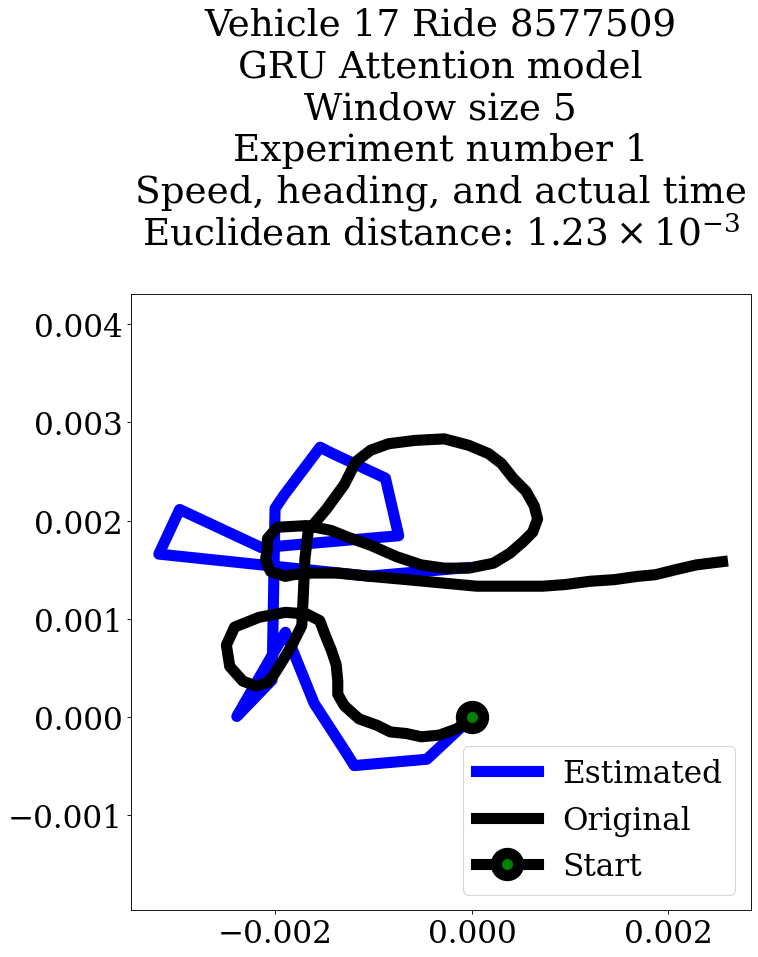 Vehicle 17 Ride 8577509
GRU Attention model
Window size 5
Experiment number 1
Speed, heading, and actual time
Euclidean distance: 1.23 × 10⁻³
0.004
0.003
0.002
0.001
0.000
−0.001
−0.002
0.000
0.002
Estimated
Original
Start